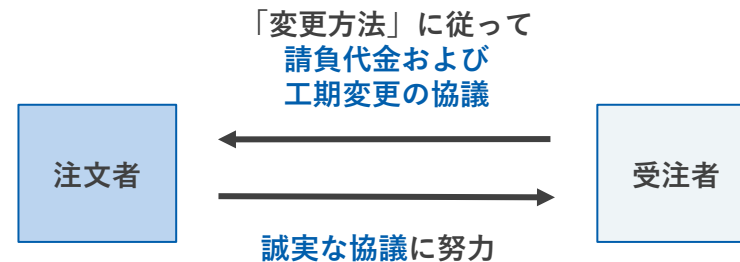 「変更方法」に従って
請負代金および
工期変更の協議
注文者
受注者
誠実な協議に努力